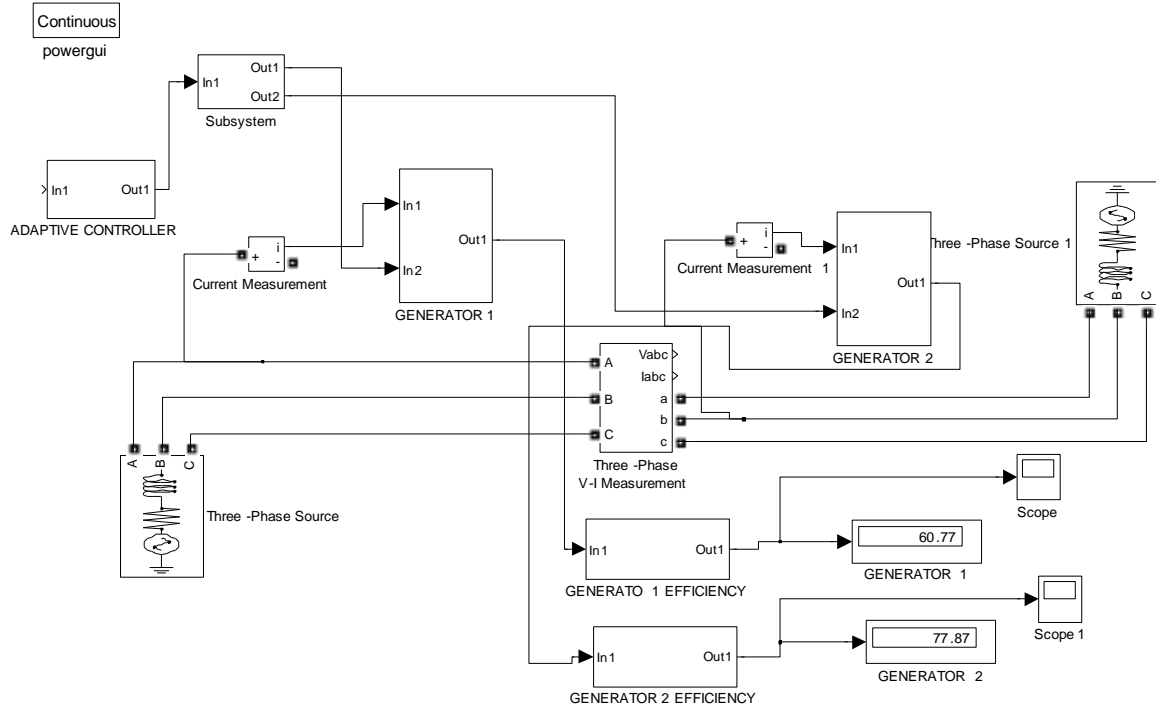 Continuous
powergui
In1
Out1
Out2
Subsystem
In1
Out1
ADAPTIVE CONTROLLER
i
+
-
Current Measurement
In1
In2
Out1
GENERATOR 1
i
+
-
Current Measurement 1
In1
In2
Out1
GENERATOR 2
Three -Phase Source 1
A
B
C
A
B
C
Vabc
Iabc
a
b
c
Three -Phase
V-I Measurement
A
B
C
Three -Phase Source
Scope
In1
Out1
GENERATO 1 EFFICIENCY
60.77
GENERATOR 1
Scope 1
In1
Out1
GENERATOR 2 EFFICIENCY
77.87
GENERATOR 2